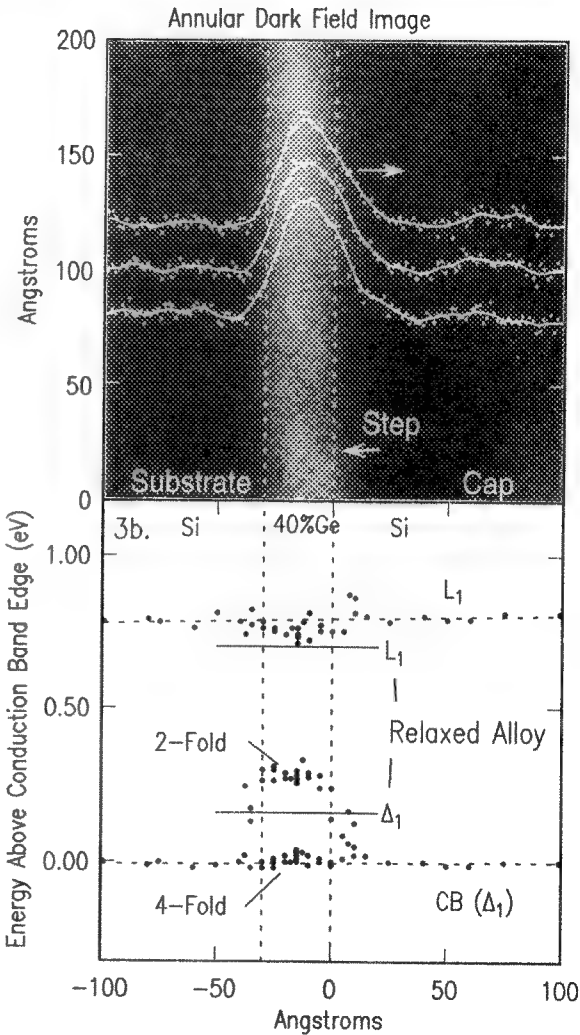 Annular Dark Field Image
200
150
100
50
0
Angstroms
Step
Substrate
Cap
3b. Si 40%Ge Si
1.00
L₁
L₁
0.50
2-Fold
Relaxed Alloy
Δ₁
0.00
4-Fold
CB (Δ₁)
Energy Above Conduction Band Edge (eV)
-100 -50 0 50 100
Angstroms